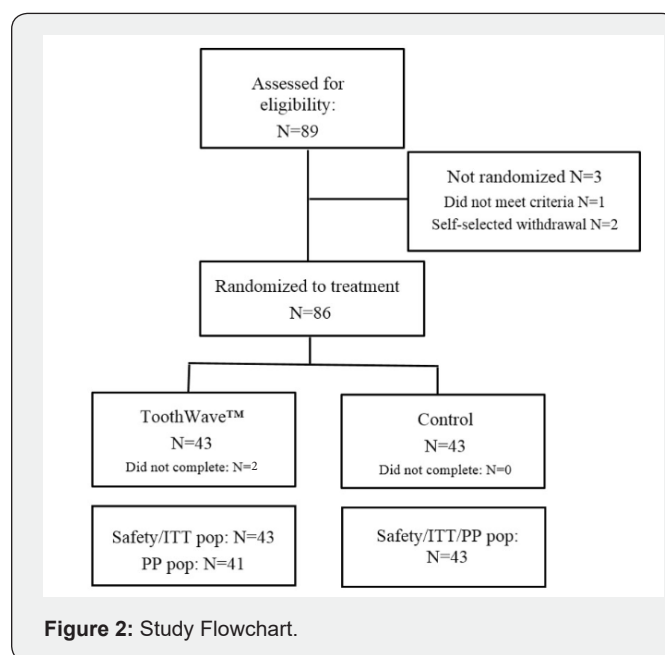 Assessed for
eligibility:
N=89
Not randomized N=3
Did not meet criteria N=1
Self-selected withdrawal N=2
Randomized to treatment
N=86
ToothWave™
N=43
Did not complete: N=2
Control
N=43
Did not complete: N=0
Safety/ITT pop: N=43
PP pop: N=41
Safety/ITT/PP pop:
N=43
Figure 2: Study Flowchart.